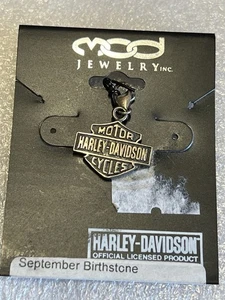 mod
JEWELRY INC.
MOTOR
HARLEY-DAVIDSON
CYCLES
HARLEY-DAVIDSON
OFFICIAL LICENSED PRODUCT
September Birthstone